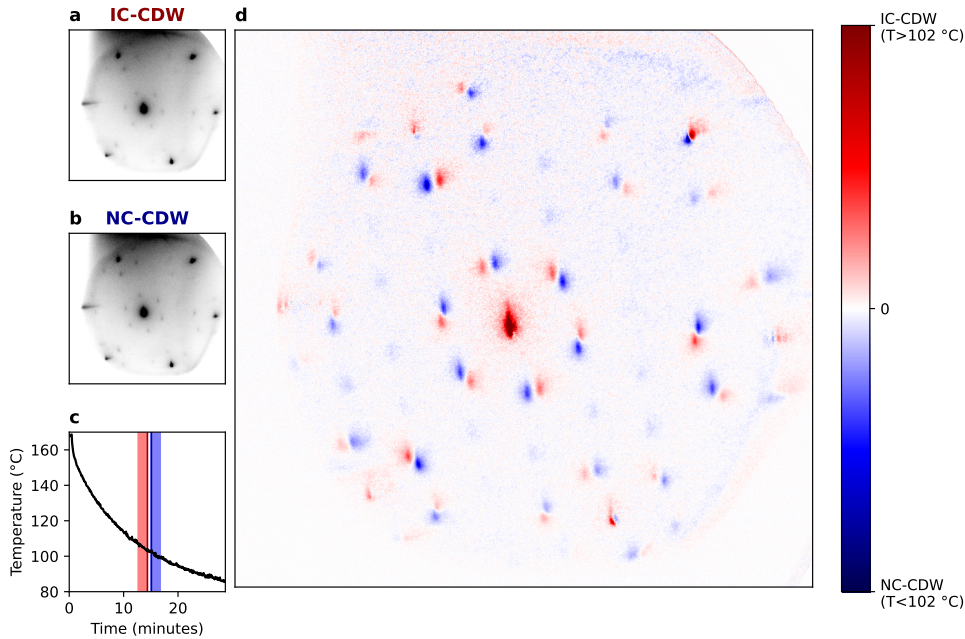 a IC-CDW
b NC-CDW
c
160
140
120
100
80
0
10
20
Temperature (°C)
Time (minutes)
d
IC-CDW
(T>102 °C)
0
NC-CDW
(T<102 °C)